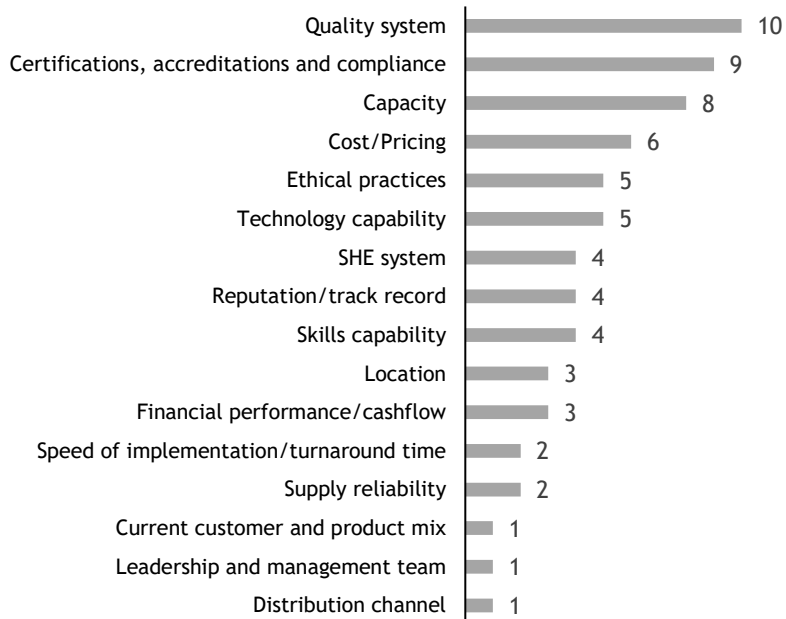 Quality system 10
Certifications, accreditations and compliance 9
Capacity 8
Cost/Pricing 6
Ethical practices 5
Technology capability 5
SHE system 4
Reputation/track record 4
Skills capability 4
Location 3
Financial performance/cashflow 3
Speed of implementation/turnaround time 2
Supply reliability 2
Current customer and product mix 1
Leadership and management team 1
Distribution channel 1